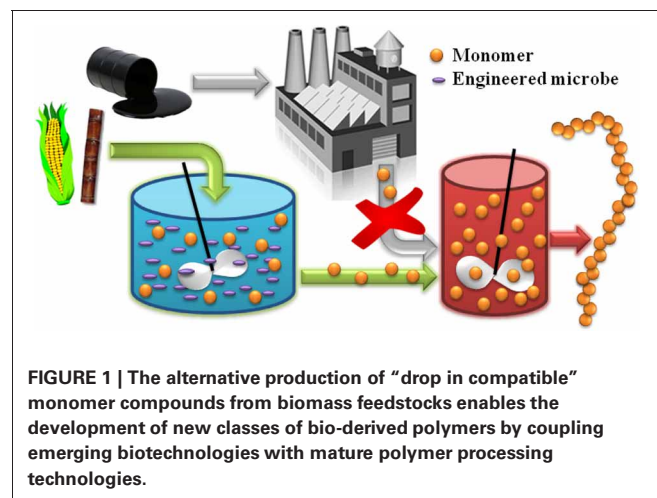 Monomer
Engineered microbe
FIGURE 1 | The alternative production of “drop in compatible”
monomer compounds from biomass feedstocks enables the
development of new classes of bio-derived polymers by coupling
emerging biotechnologies with mature polymer processing
technologies.